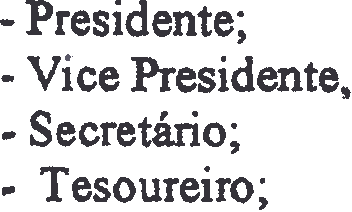 - Presidente;
- Vice Presidente,
- Secretário;
- Tesoureiro;